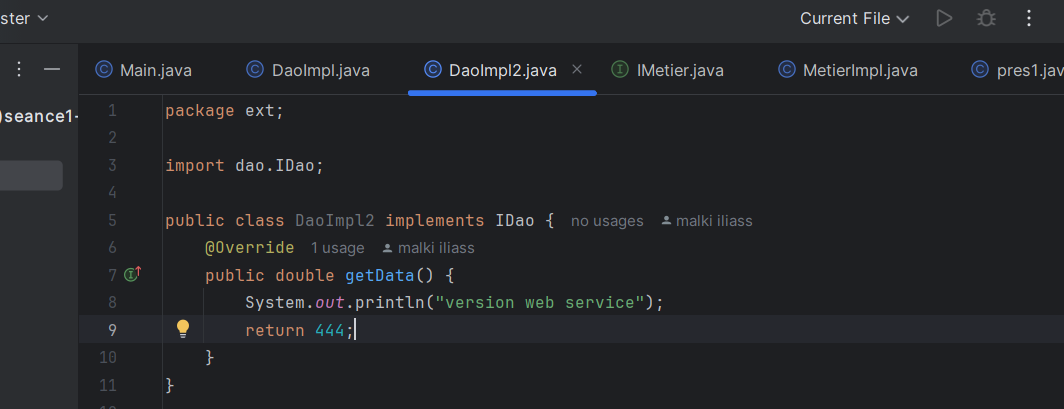 ster
Current File
Main.java
DaoImpl.java
DaoImpl2.java
IMetier.java
MetierImpl.java
pres1.jav
)seance1-
1 package ext;
2
3 import dao.IDao;
4
5 public class DaoImpl2 implements IDao { no usages malki iliass
6 @Override 1 usage malki iliass
7 public double getData() {
8 System.out.println("version web service");
9 return 444;
10 }
11 }